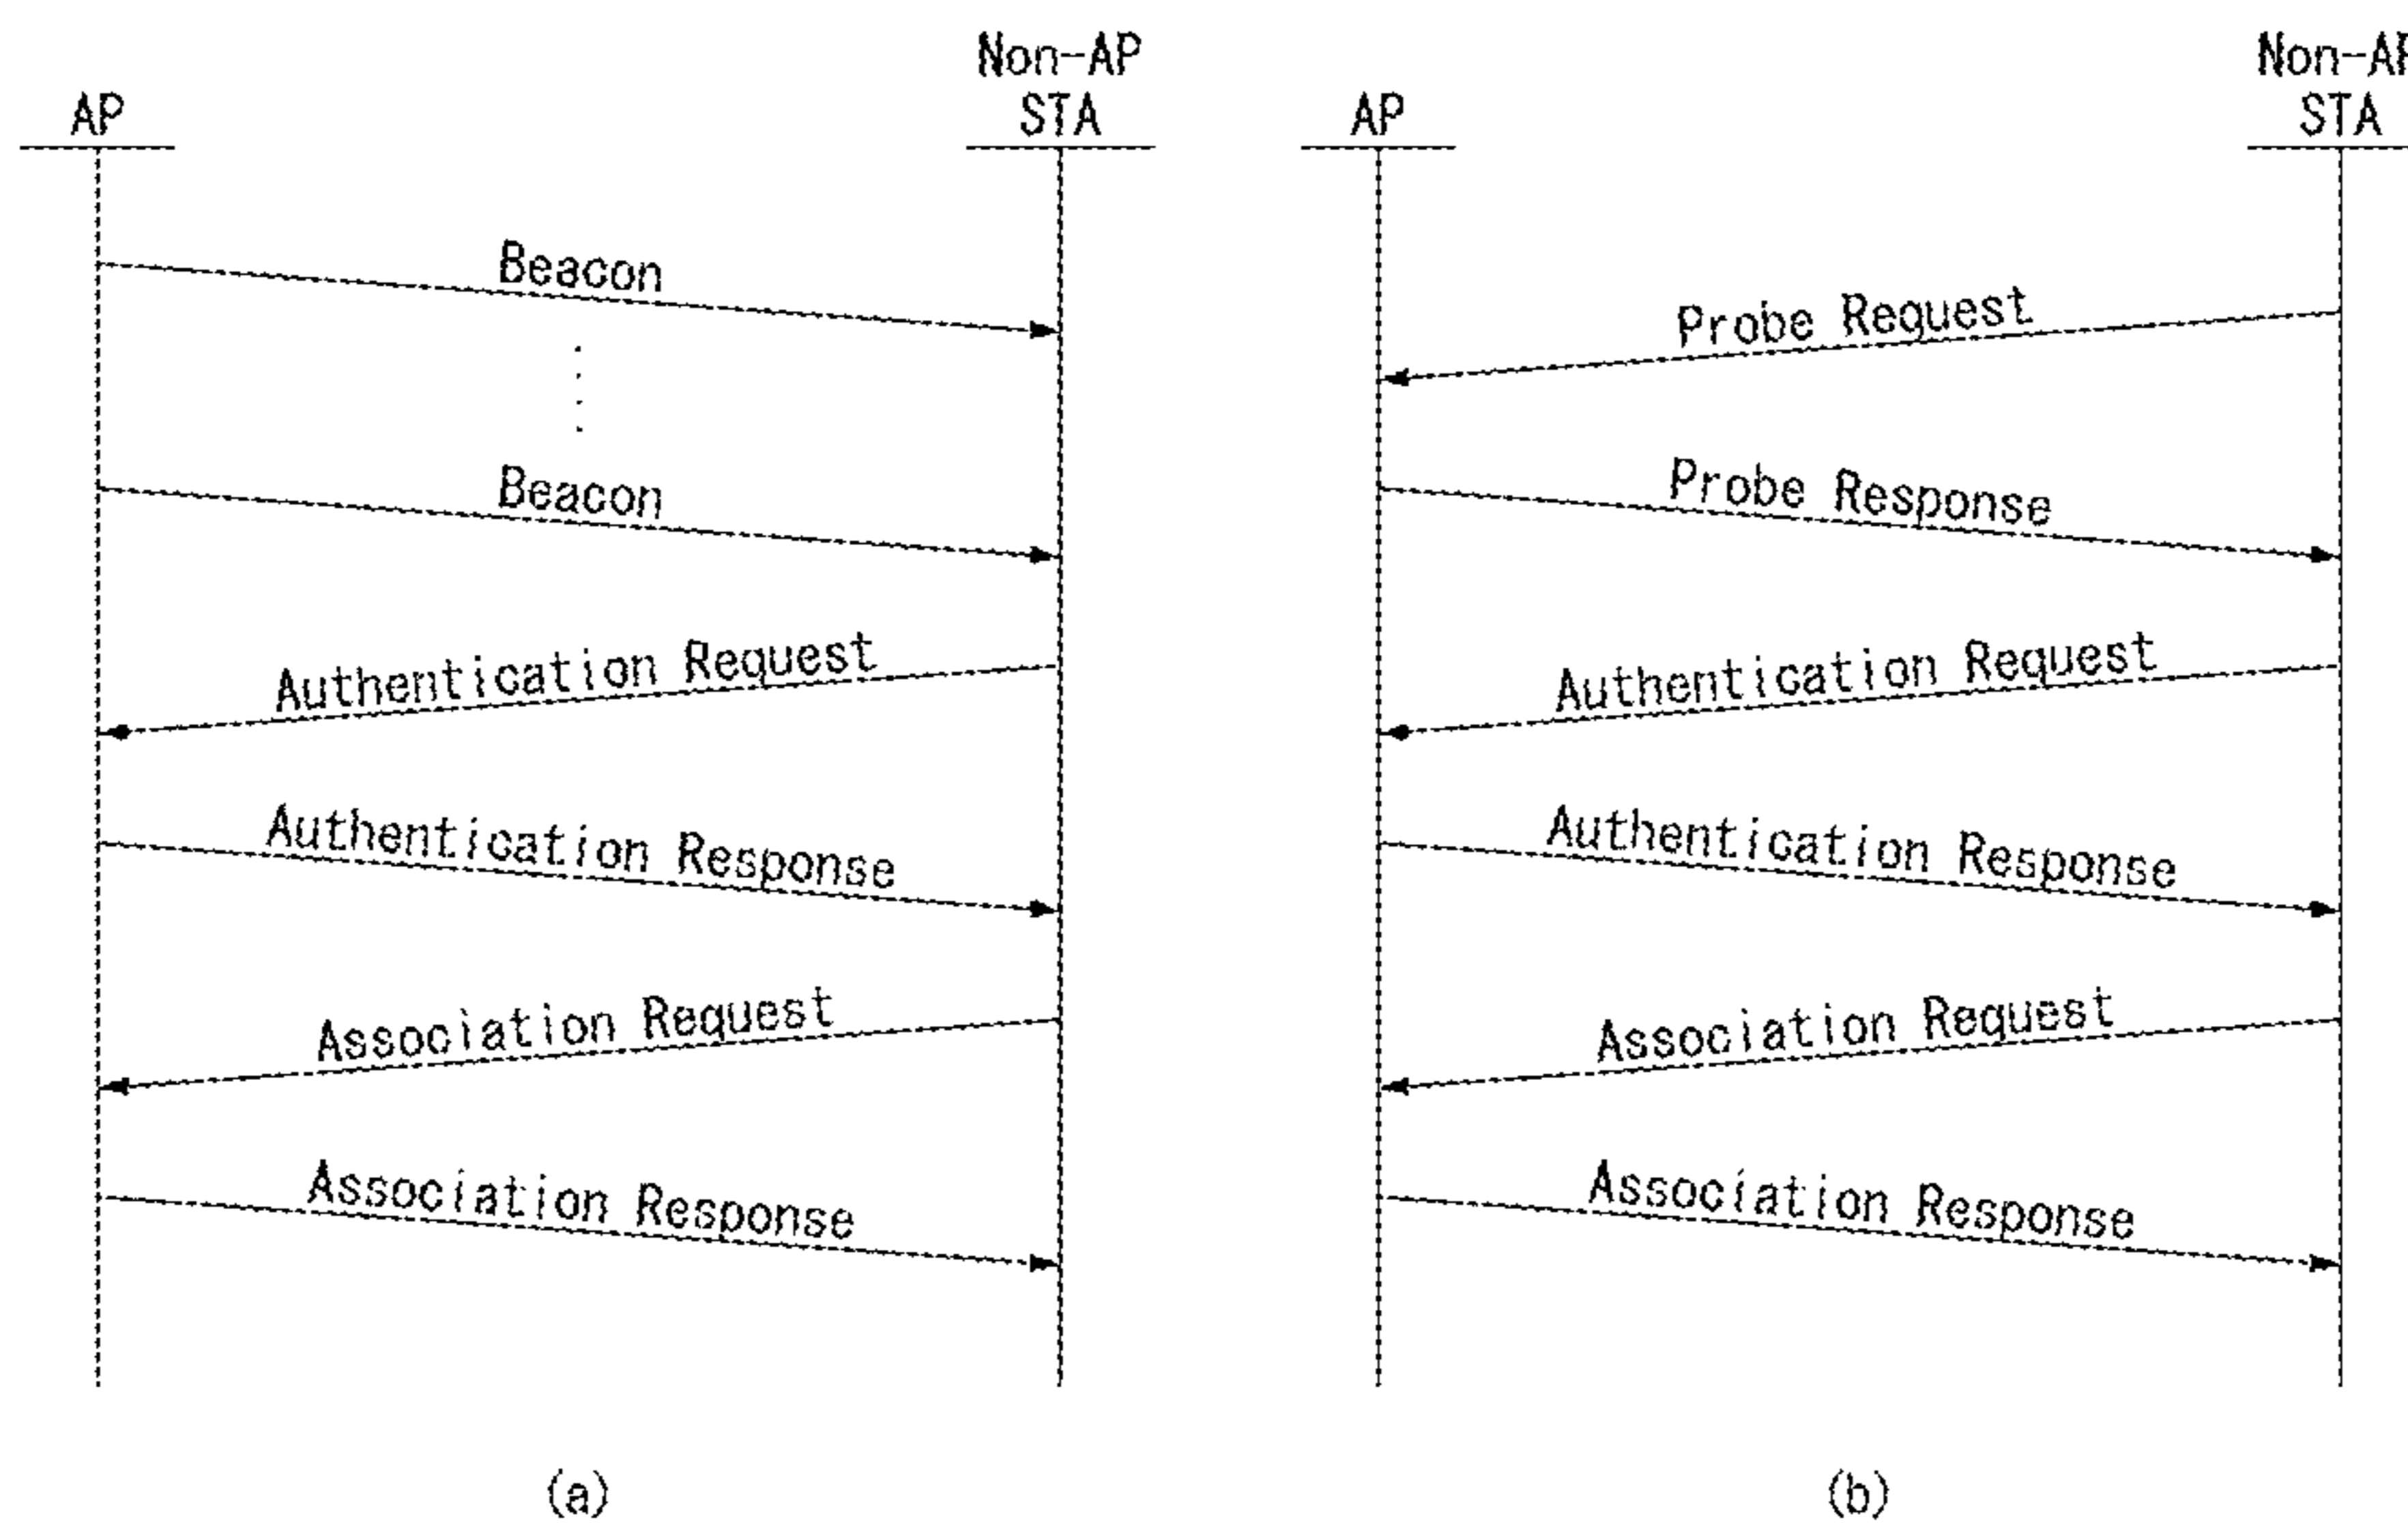 AP
Non-AP
STA
Beacon
Beacon
Authentication Request
Authentication Response
Association Request
Association Response
(a)
AP
Non-AP
STA
Probe Request
Probe Response
Authentication Request
Authentication Response
Association Request
Association Response
(b)